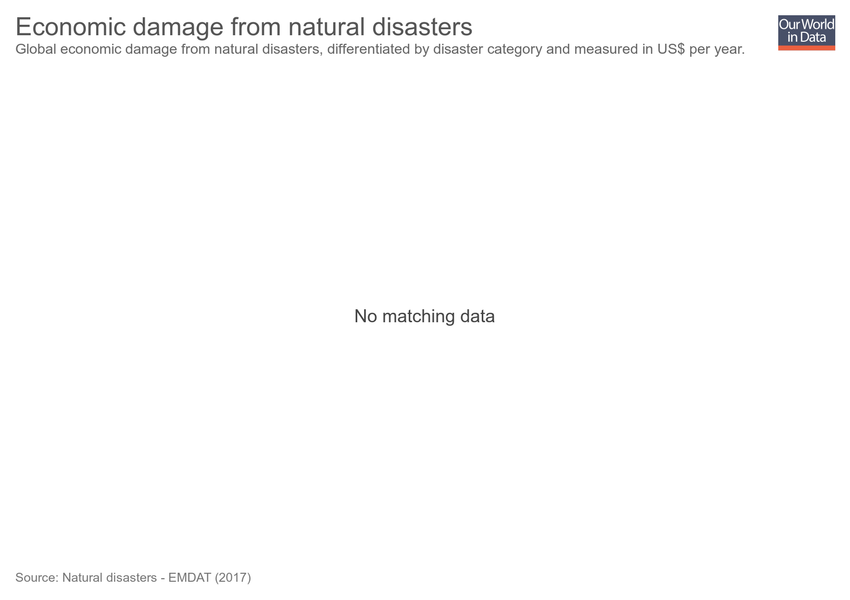 Economic damage from natural disasters
Global economic damage from natural disasters, differentiated by disaster category and measured in US$ per year.
Our World
in Data
No matching data
Source: Natural disasters - EMDAT (2017)